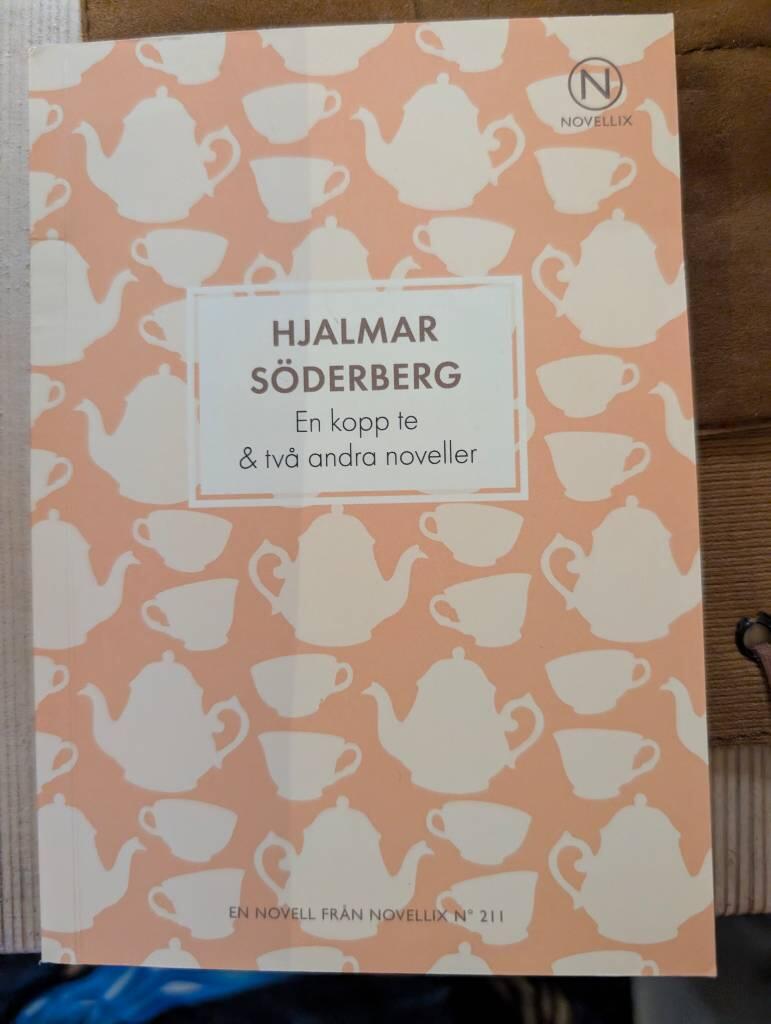 N
NOVELLIX
HJALMAR
SÖDERBERG
En kopp te
& två andra noveller
EN NOVELL FRÅN NOVELLIX N° 211